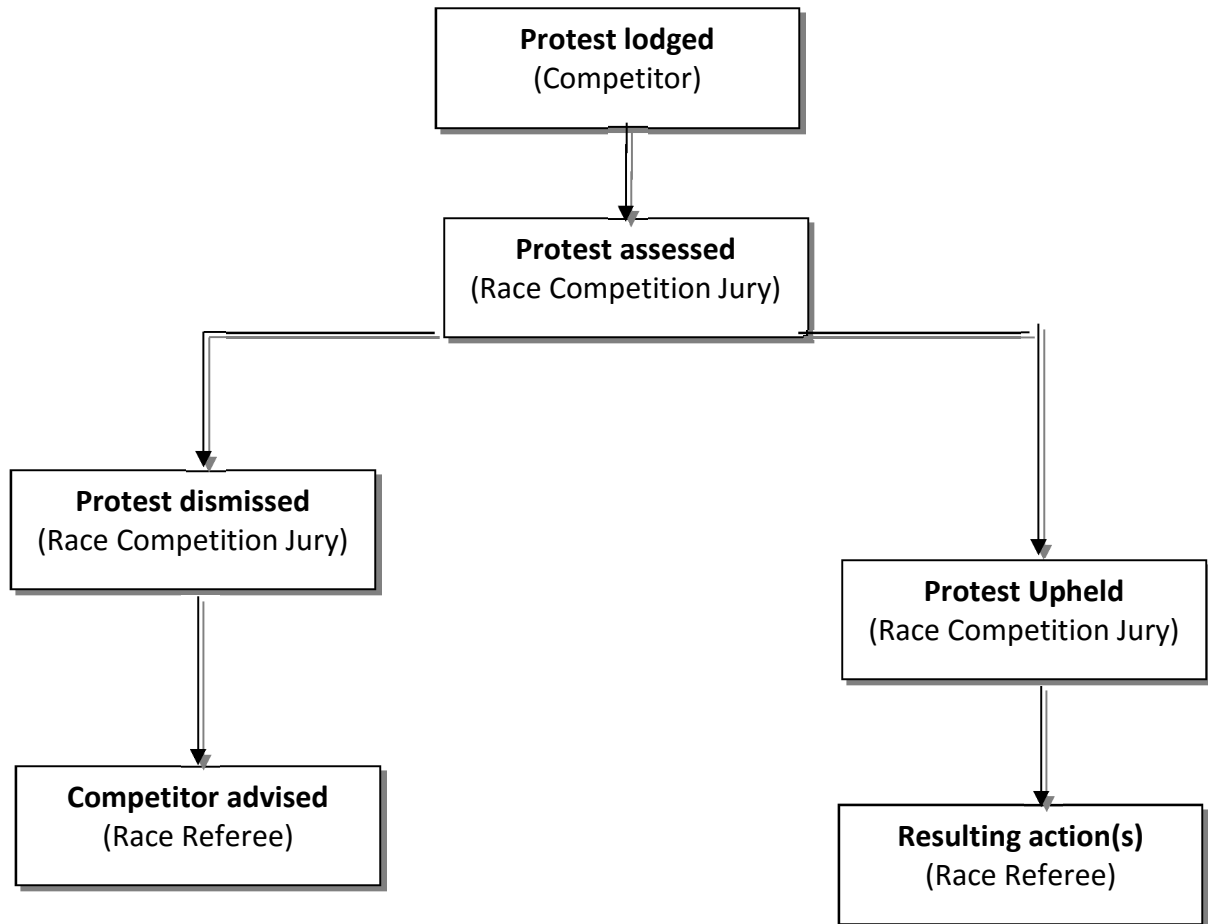 Protest lodged
(Competitor)
Protest assessed
(Race Competition Jury)
Protest dismissed
(Race Competition Jury)
Protest Upheld
(Race Competition Jury)
Competitor advised
(Race Referee)
Resulting action(s)
(Race Referee)